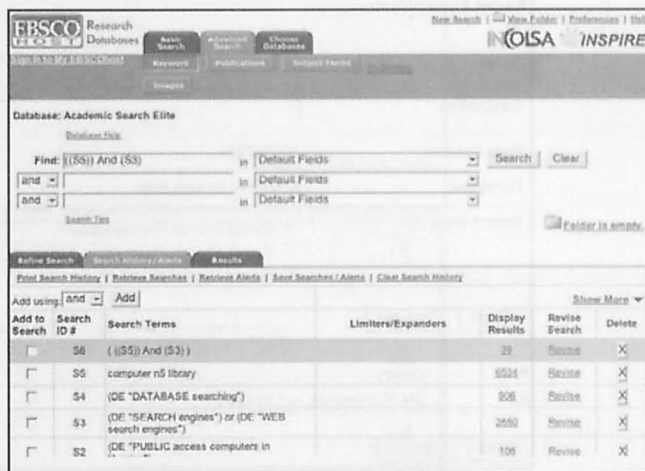 New Search | View Folder | Preferences | Help
EBSCO HOST Research Databases
Basic Search Advanced Search Choose Databases
INCOLSA INSPIRE
Sign In to My EBSCOhost
Keyword Publications Subject Terms
Images
Database: Academic Search Elite
Database Help
Find: ((S5)) And (S3) in Default Fields Search Clear
and in Default Fields
and in Default Fields
Search Tips
Folder is empty.
Refine Search Search History/Alerts Results
Print Search History | Retrieve Searches | Retrieve Alerts | Save Searches / Alerts | Clear Search History
Add using: and Add
Show More
Add to Search Search ID # Search Terms Limiters/Expanders Display Results Revise Search Delete
S6 ( ((S5)) And (S3) ) 29 Revise X
S5 computer n5 library 6534 Revise X
S4 (DE "DATABASE searching") 906 Revise X
S3 (DE "SEARCH engines") or (DE "WEB search engines") 2650 Revise X
S2 (DE "PUBLIC access computers in 106 Revise X